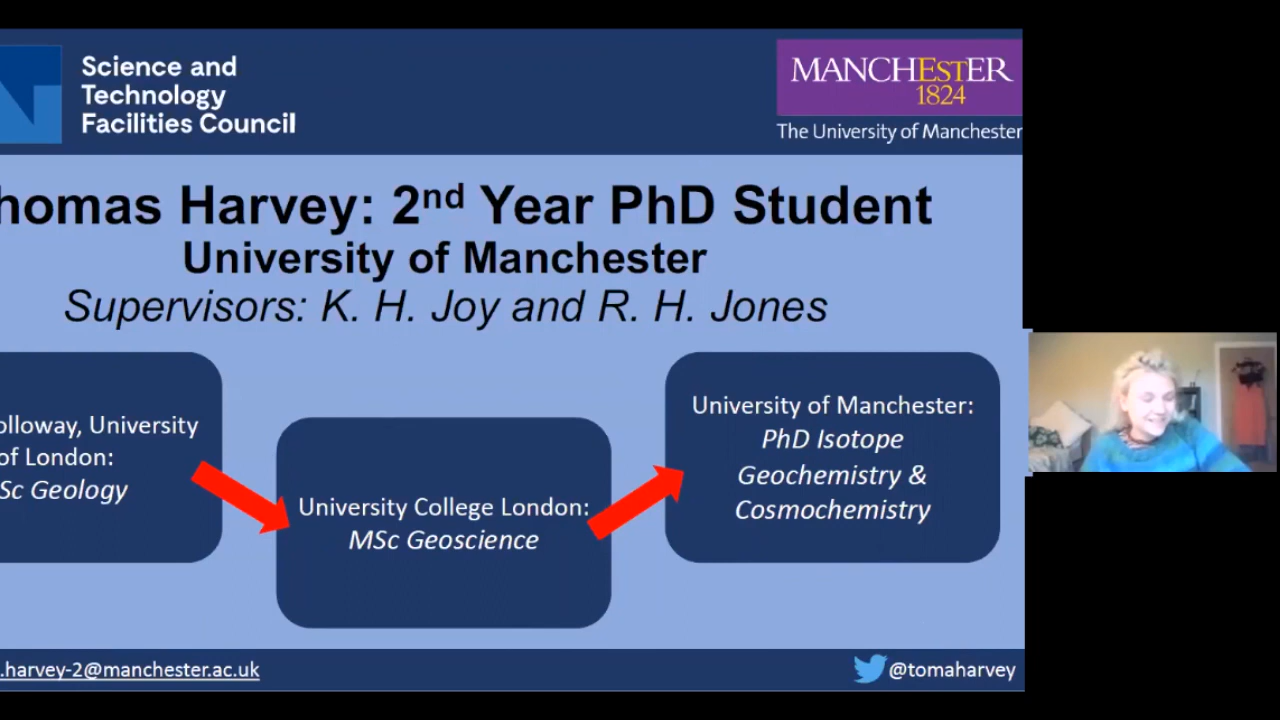 Science and
Technology
Facilities Council
MANCHESTER
1824
The University of Manchester
homas Harvey: 2nd Year PhD Student
University of Manchester
Supervisors: K. H. Joy and R. H. Jones
olloway, University
of London:
Sc Geology
University College London:
MSc Geoscience
University of Manchester:
PhD Isotope
Geochemistry &
Cosmochemistry
.harvey-2@manchester.ac.uk
@tomaharvey